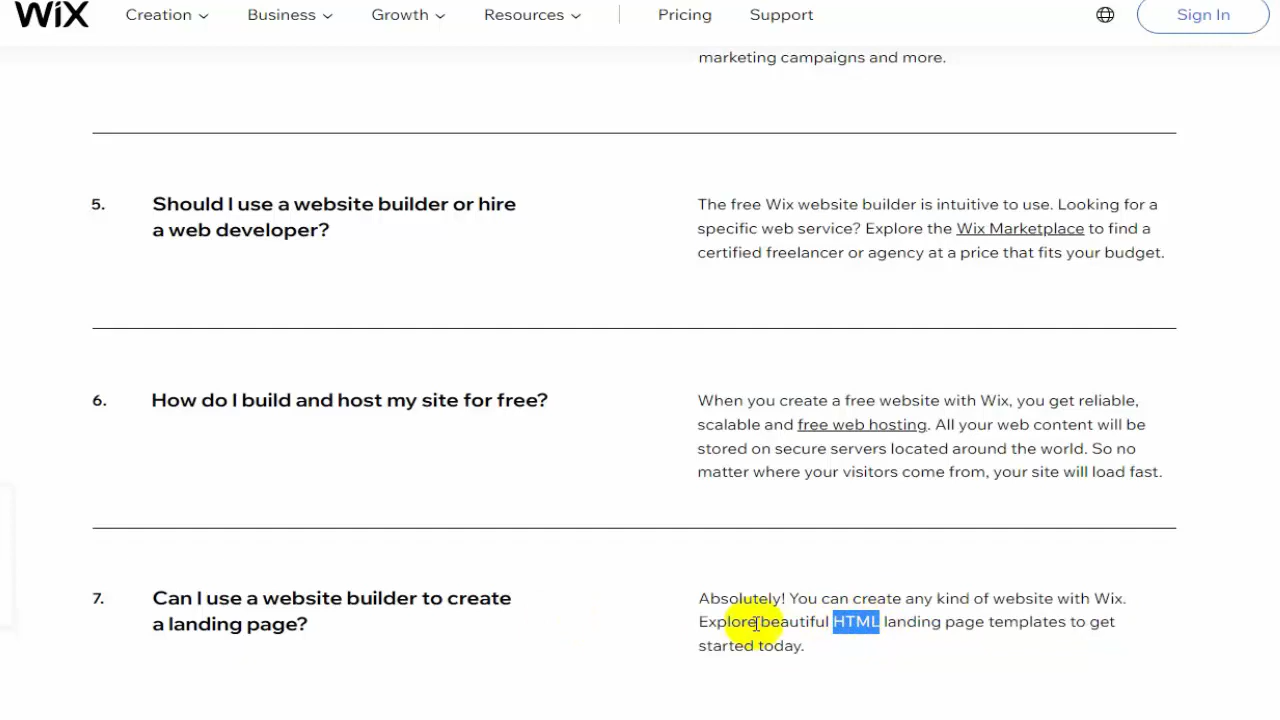 WiX Creation Business Growth Resources Pricing Support Sign In
marketing campaigns and more.
5. Should I use a website builder or hire
a web developer?
The free Wix website builder is intuitive to use. Looking for a
specific web service? Explore the Wix Marketplace to find a
certified freelancer or agency at a price that fits your budget.
6. How do I build and host my site for free?
When you create a free website with Wix, you get reliable,
scalable and free web hosting. All your web content will be
stored on secure servers located around the world. So no
matter where your visitors come from, your site will load fast.
7. Can I use a website builder to create
a landing page?
Absolutely! You can create any kind of website with Wix.
Explore beautiful HTML landing page templates to get
started today.